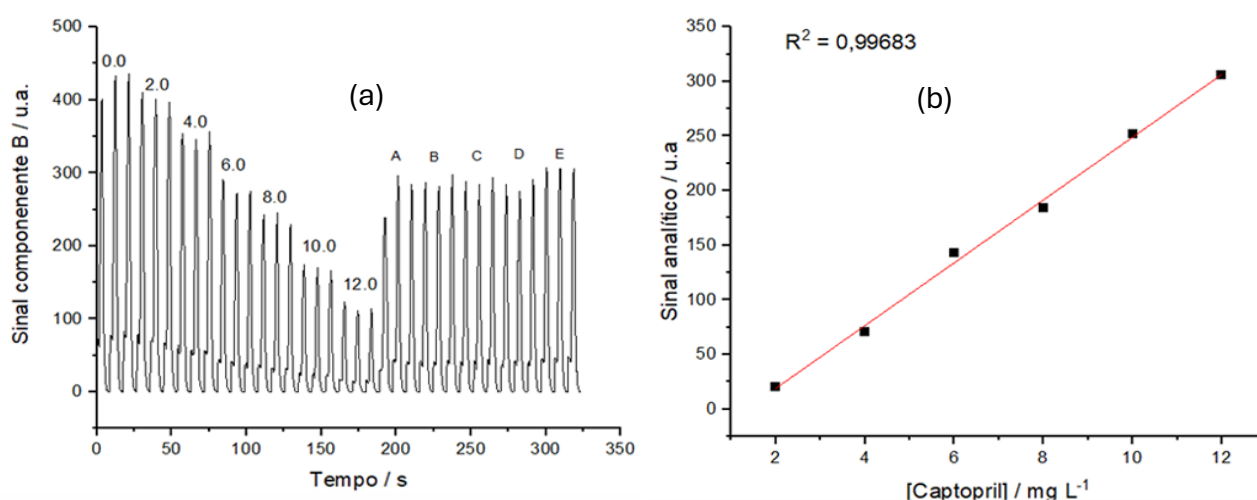 500
400
300
200
100
0
Sinal componenente B / u.a.
0.0
2.0
4.0
6.0
8.0
10.0
12.0
(a)
A
B
C
D
E
0
50
100
150
200
250
300
350
Tempo / s
350
300
250
200
150
100
50
0
Sinal analítico / u.a
R² = 0,99683
(b)
2
4
6
8
10
12
[Captopril] / mg L⁻¹